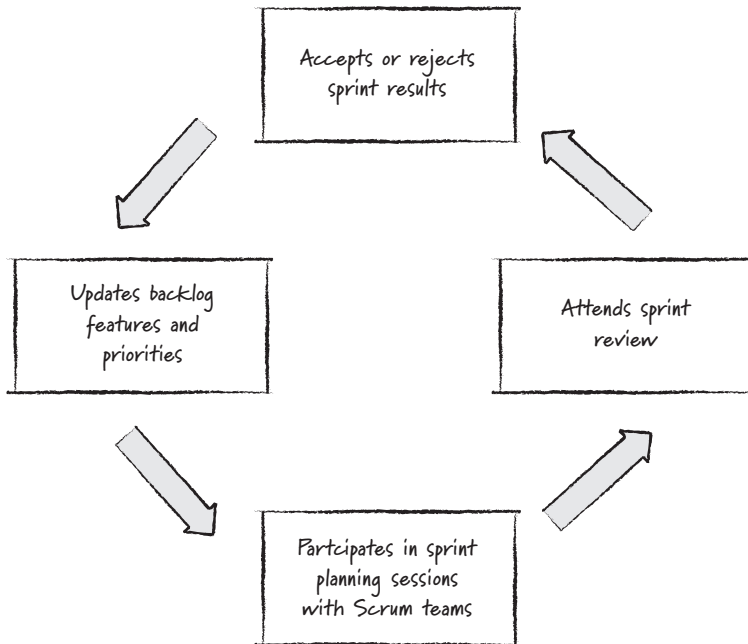 Accepts or rejects
sprint results
Updates backlog
features and
priorities
Attends sprint
review
Partcipates in sprint
planning sessions
with Scrum teams